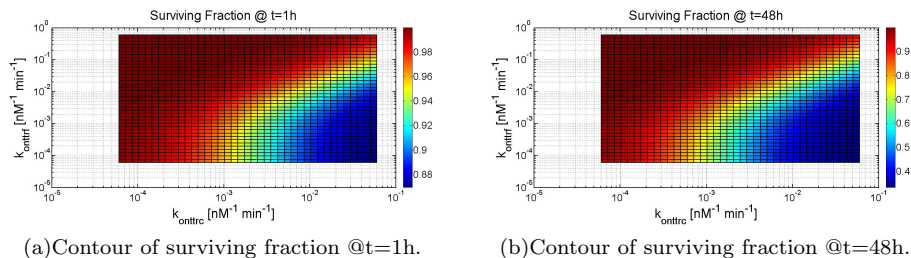 Surviving Fraction @ t=1h
10^0
10^-1
10^-2
10^-3
10^-4
10^-5
k_onttrf [nM^-1 min^-1]
10^-5 10^-4 10^-3 10^-2 10^-1
k_onttrc [nM^-1 min^-1]
0.98
0.96
0.94
0.92
0.9
0.88
(a)Contour of surviving fraction @t=1h.
Surviving Fraction @ t=48h
10^0
10^-1
10^-2
10^-3
10^-4
10^-5
k_onttrf [nM^-1 min^-1]
10^-5 10^-4 10^-3 10^-2 10^-1
k_onttrc [nM^-1 min^-1]
0.9
0.8
0.7
0.6
0.5
0.4
(b)Contour of surviving fraction @t=48h.